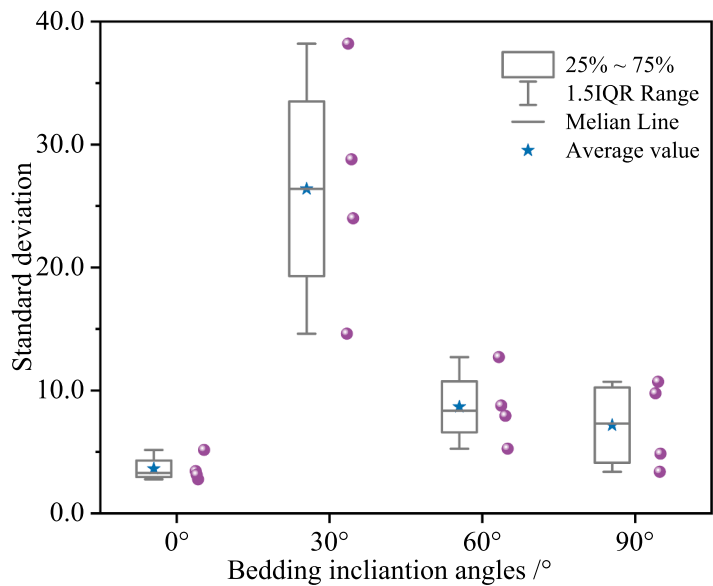 40.0
30.0
20.0
10.0
0.0
Standard deviation
25% ~ 75%
1.5IQR Range
Melian Line
Average value
0° 30° 60° 90°
Bedding incliantion angles /°